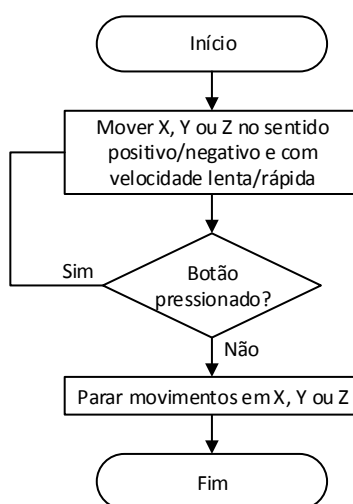 Início
Mover X, Y ou Z no sentido
positivo/negativo e com
velocidade lenta/rápida
Sim
Botão
pressionado?
Não
Parar movimentos em X, Y ou Z
Fim